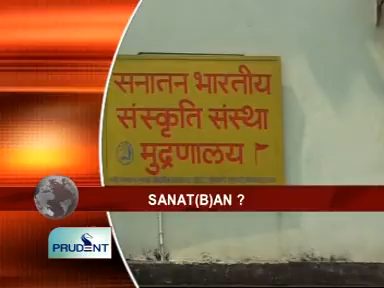 सनातन भारतीय
संस्कृति संस्था
मुद्रणालय
SANAT(B)AN ?
PRUDENT